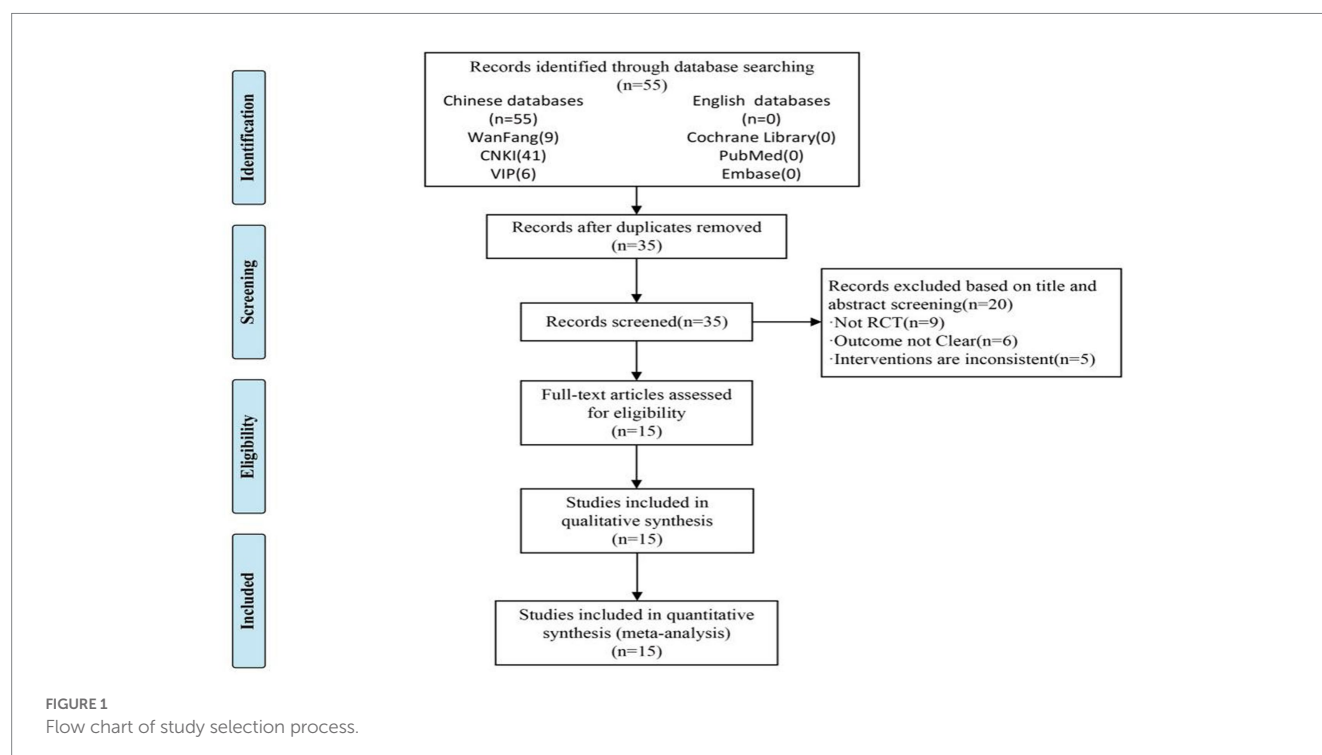 Identification
Records identified through database searching
(n=55)
Chinese databases
(n=55)
WanFang(9)
CNKI(41)
VIP(6)
English databases
(n=0)
Cochrane Library(0)
PubMed(0)
Embase(0)
Screening
Records after duplicates removed
(n=35)
Records screened(n=35)
Records excluded based on title and
abstract screening(n=20)
·Not RCT(n=9)
·Outcome not Clear(n=6)
·Interventions are inconsistent(n=5)
Eligibility
Full-text articles assessed
for eligibility
(n=15)
Studies included in
qualitative synthesis
(n=15)
Included
Studies included in quantitative
synthesis (meta-analysis)
(n=15)
FIGURE 1
Flow chart of study selection process.